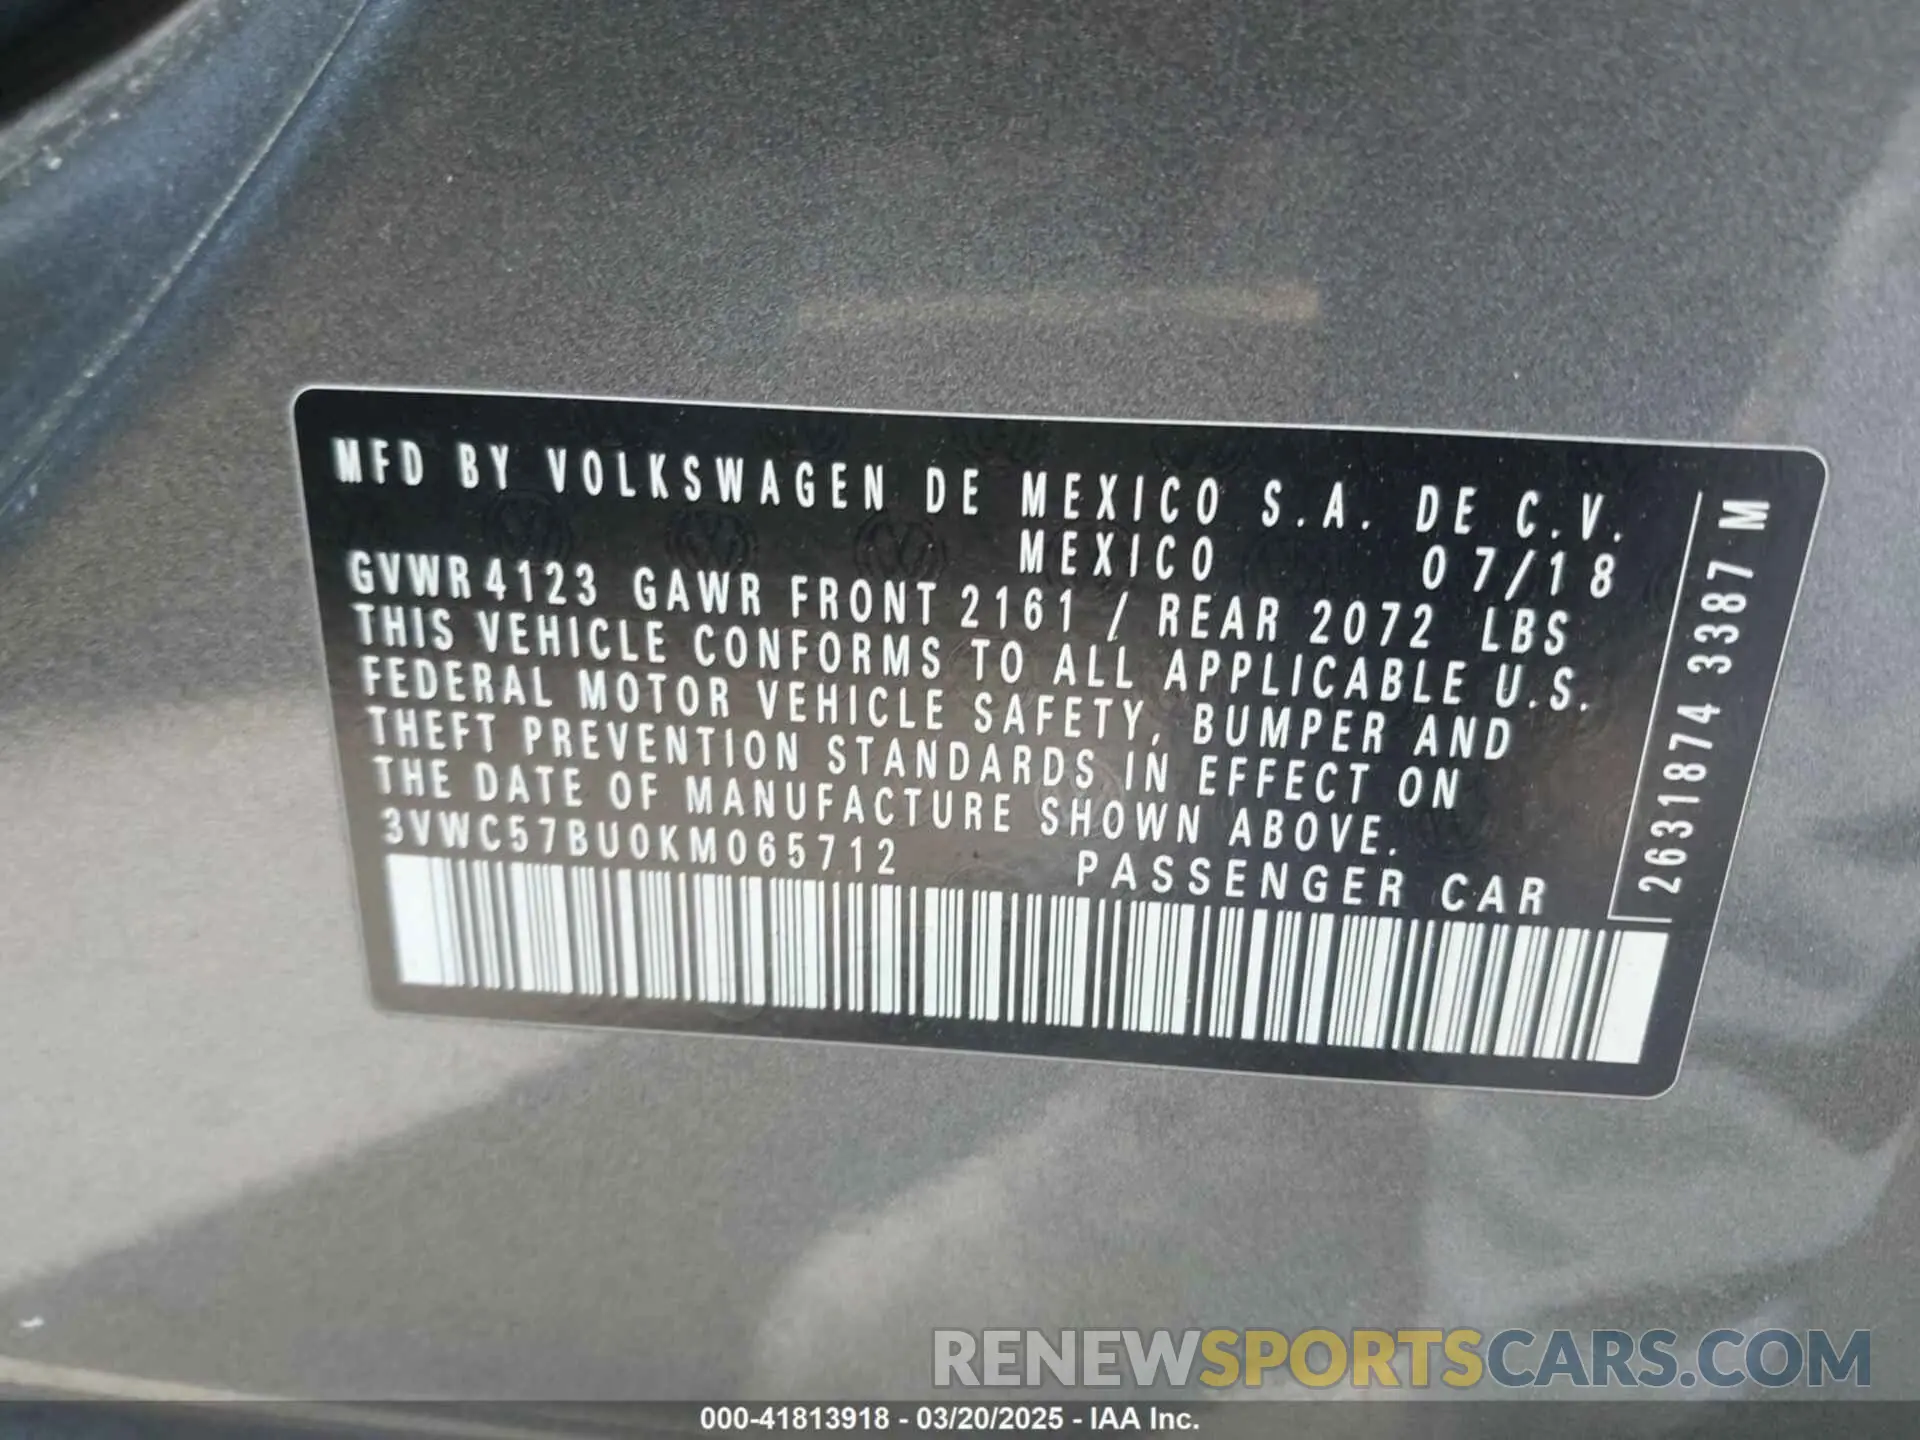 MFD BY VOLKSWAGEN DE MEXICO S.A. DE C.V.
MEXICO 07/18
GVWR 4123 GAWR FRONT 2161 / REAR 2072 LBS
THIS VEHICLE CONFORMS TO ALL APPLICABLE U.S.
FEDERAL MOTOR VEHICLE SAFETY, BUMPER AND
THEFT PREVENTION STANDARDS IN EFFECT ON
THE DATE OF MANUFACTURE SHOWN ABOVE.
3VWC57BU0KM065712 PASSENGER CAR
2631874 3387 M
RENEWSPORTSCARS.COM
000-41813918 - 03/20/2025 - IAA Inc.